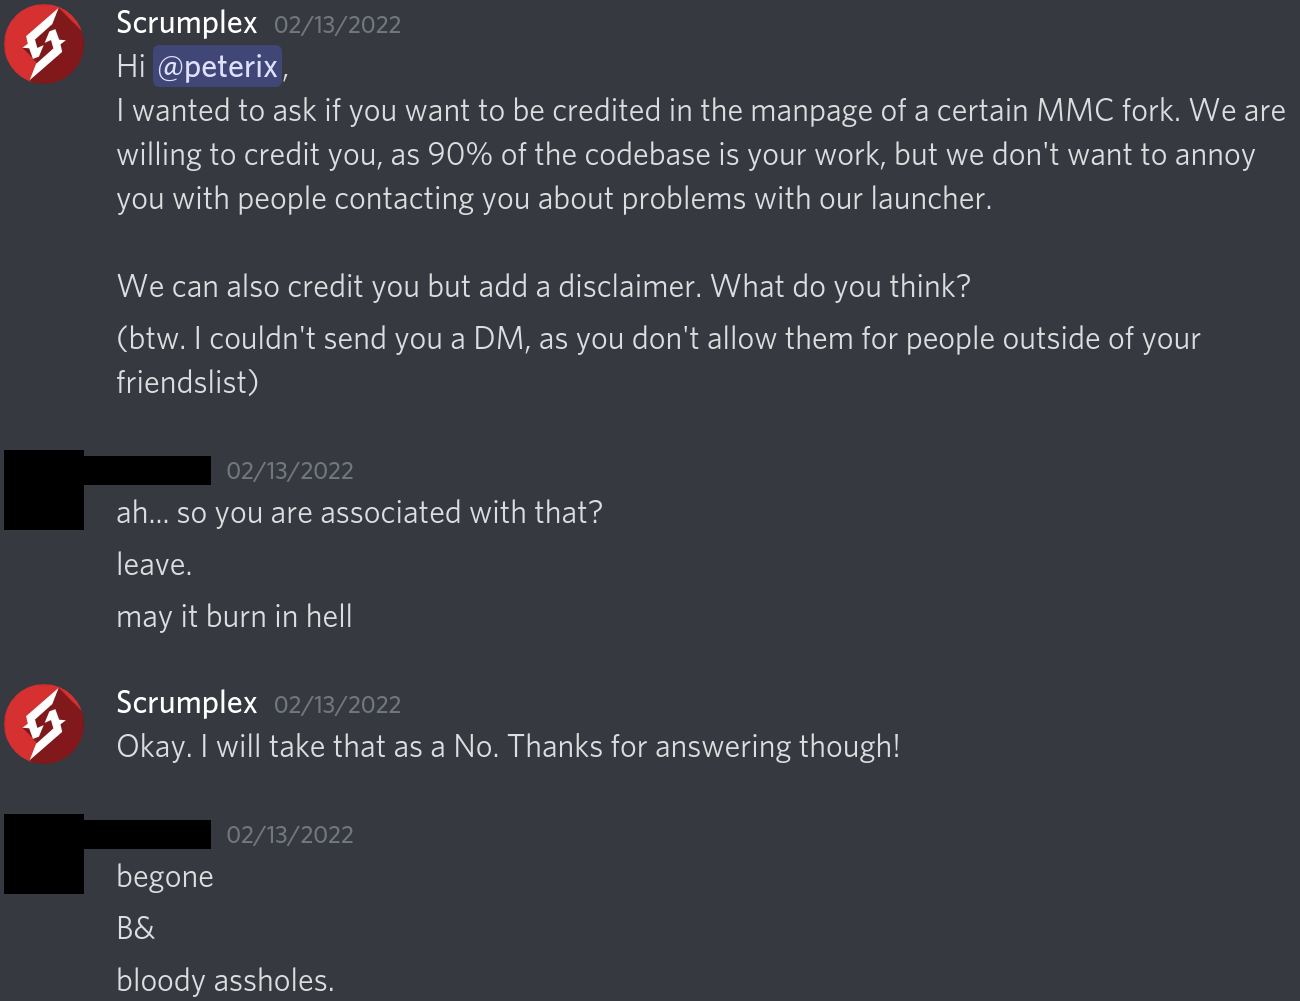 Scrumplex 02/13/2022
Hi @peterix,
I wanted to ask if you want to be credited in the manpage of a certain MMC fork. We are
willing to credit you, as 90% of the codebase is your work, but we don't want to annoy
you with people contacting you about problems with our launcher.
We can also credit you but add a disclaimer. What do you think?
(btw. I couldn't send you a DM, as you don't allow them for people outside of your
friendslist)
02/13/2022
ah... so you are associated with that?
leave.
may it burn in hell
Scrumplex 02/13/2022
Okay. I will take that as a No. Thanks for answering though!
02/13/2022
begone
B&
bloody assholes.